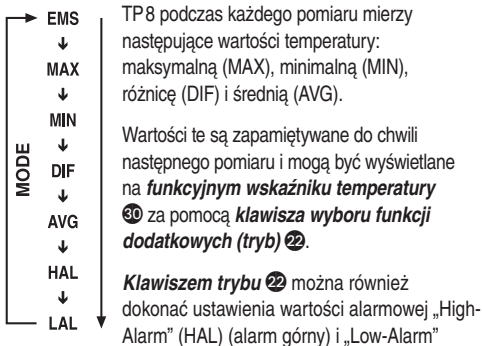 MODE
EMS
MAX
MIN
DIF
AVG
HAL
LAL
TP8 podczas każdego pomiaru mierzy
następujące wartości temperatury:
maksymalną (MAX), minimalną (MIN),
różnicę (DIF) i średnią (AVG).
Wartości te są zapamiętywane do chwili
następnego pomiaru i mogą być wyświetlane
na funkcyjnym wskaźniku temperatury
30 za pomocą klawisza wyboru funkcji
dodatkowych (tryb) 22.
Klawiszem trybu 22 można również
dokonać ustawienia wartości alarmowej „High-
Alarm” (HAL) (alarm górny) i „Low-Alarm”